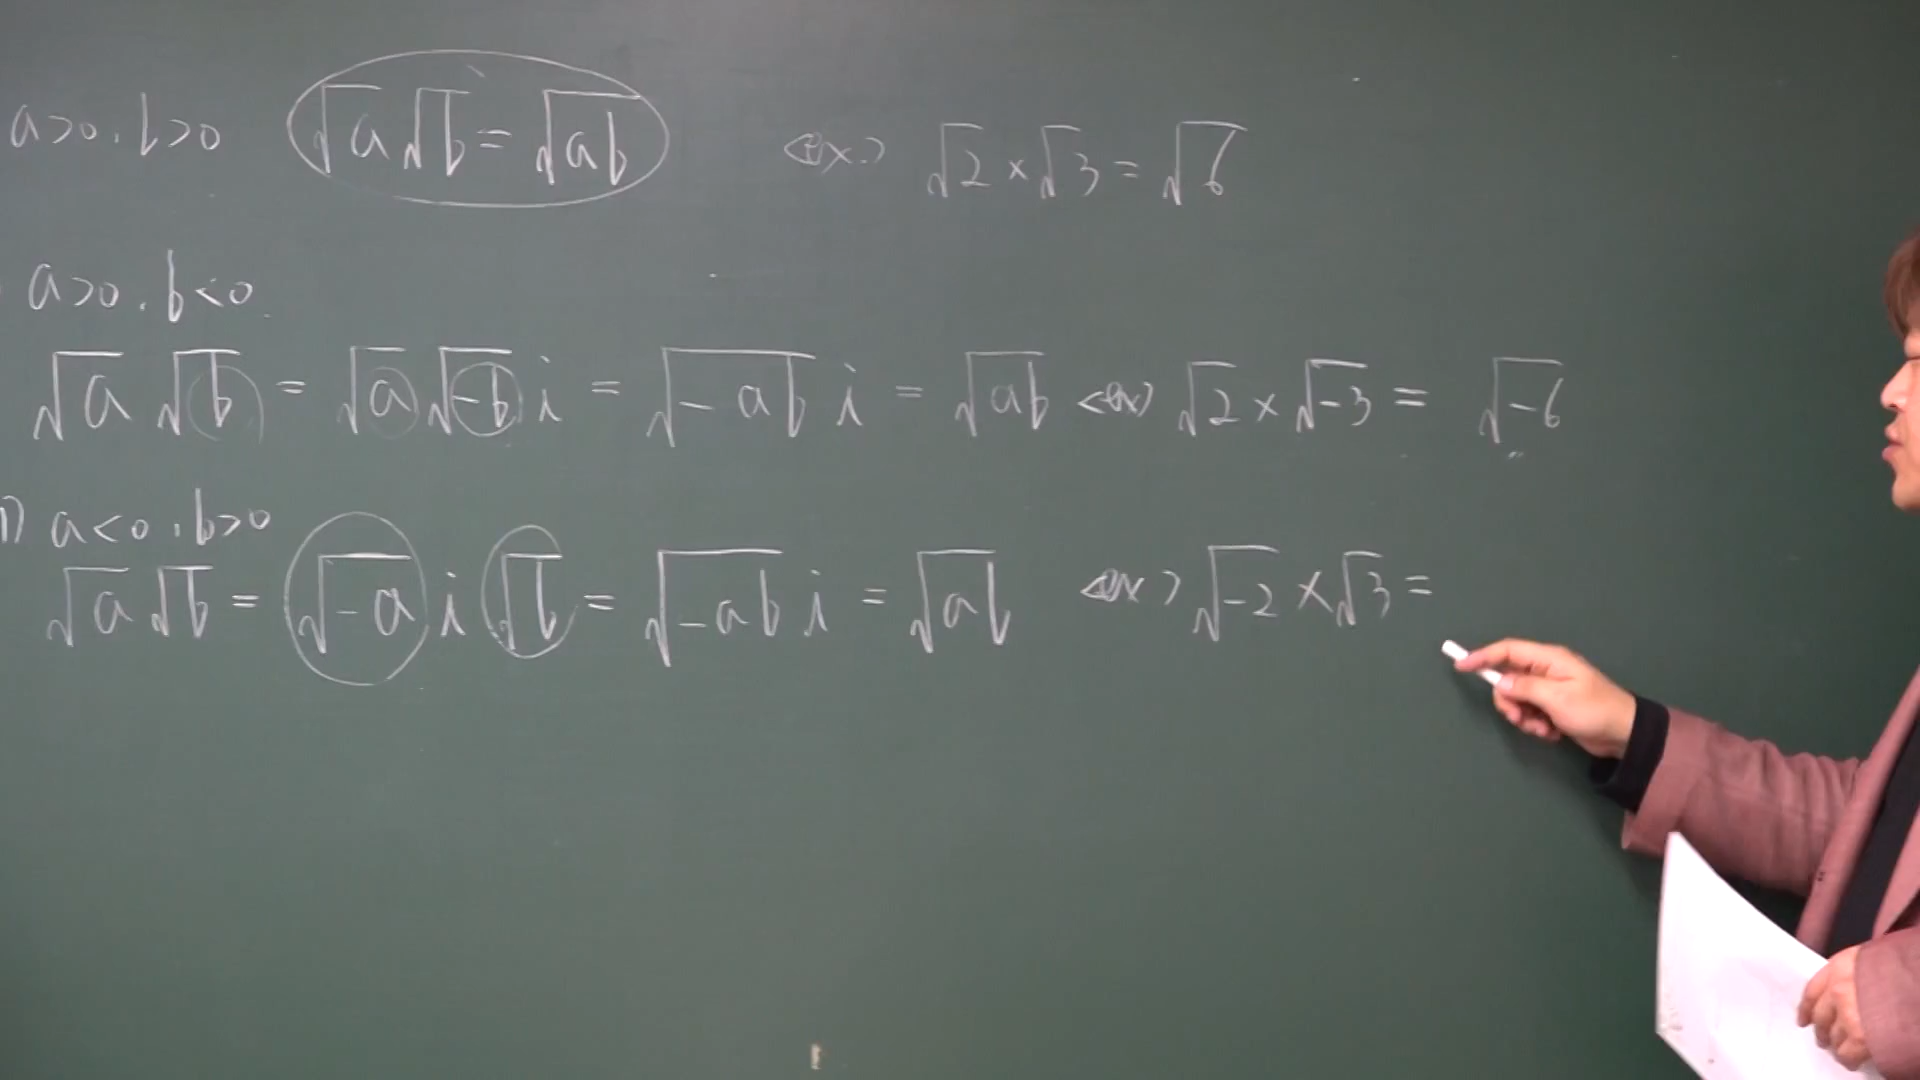 a>0, b>0 √a√b = √ab <ex.> √2 × √3 = √6
a>0, b<0
√a √b = √a √-b i = √-ab i = √ab <ex> √2 × √-3 = √-6
) a<0, b>0
√a √b = √-a i √b = √-ab i = √ab <ex> √-2 × √3 =